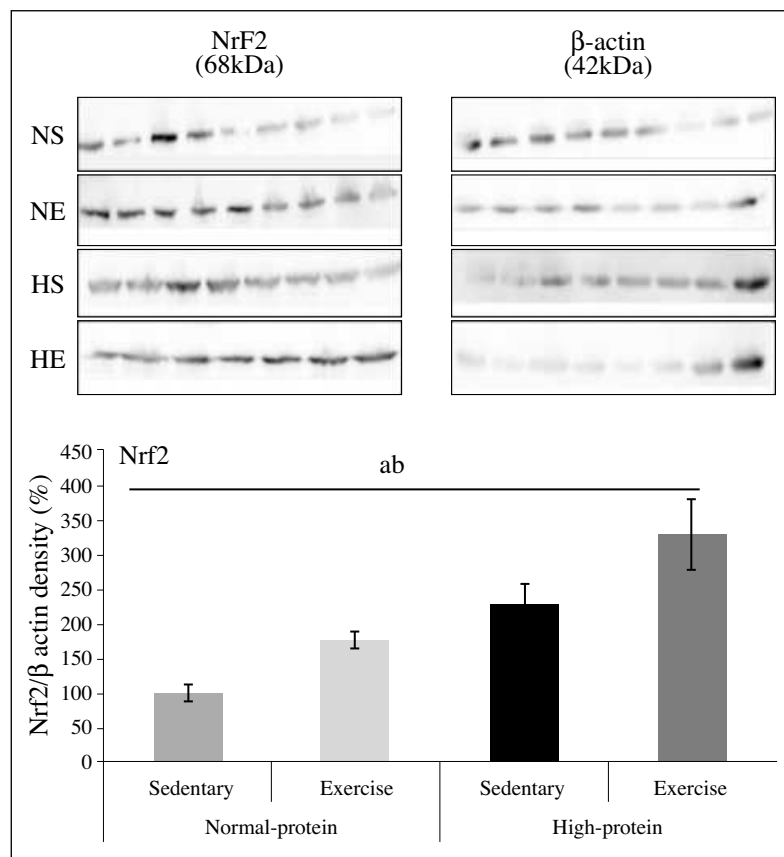 NrF2
(68kDa)
β-actin
(42kDa)
NS
NE
HS
HE
Nrf2
ab
Nrf2/β actin density (%)
450
400
350
300
250
200
150
100
50
0
Sedentary Exercise Sedentary Exercise
Normal-protein High-protein